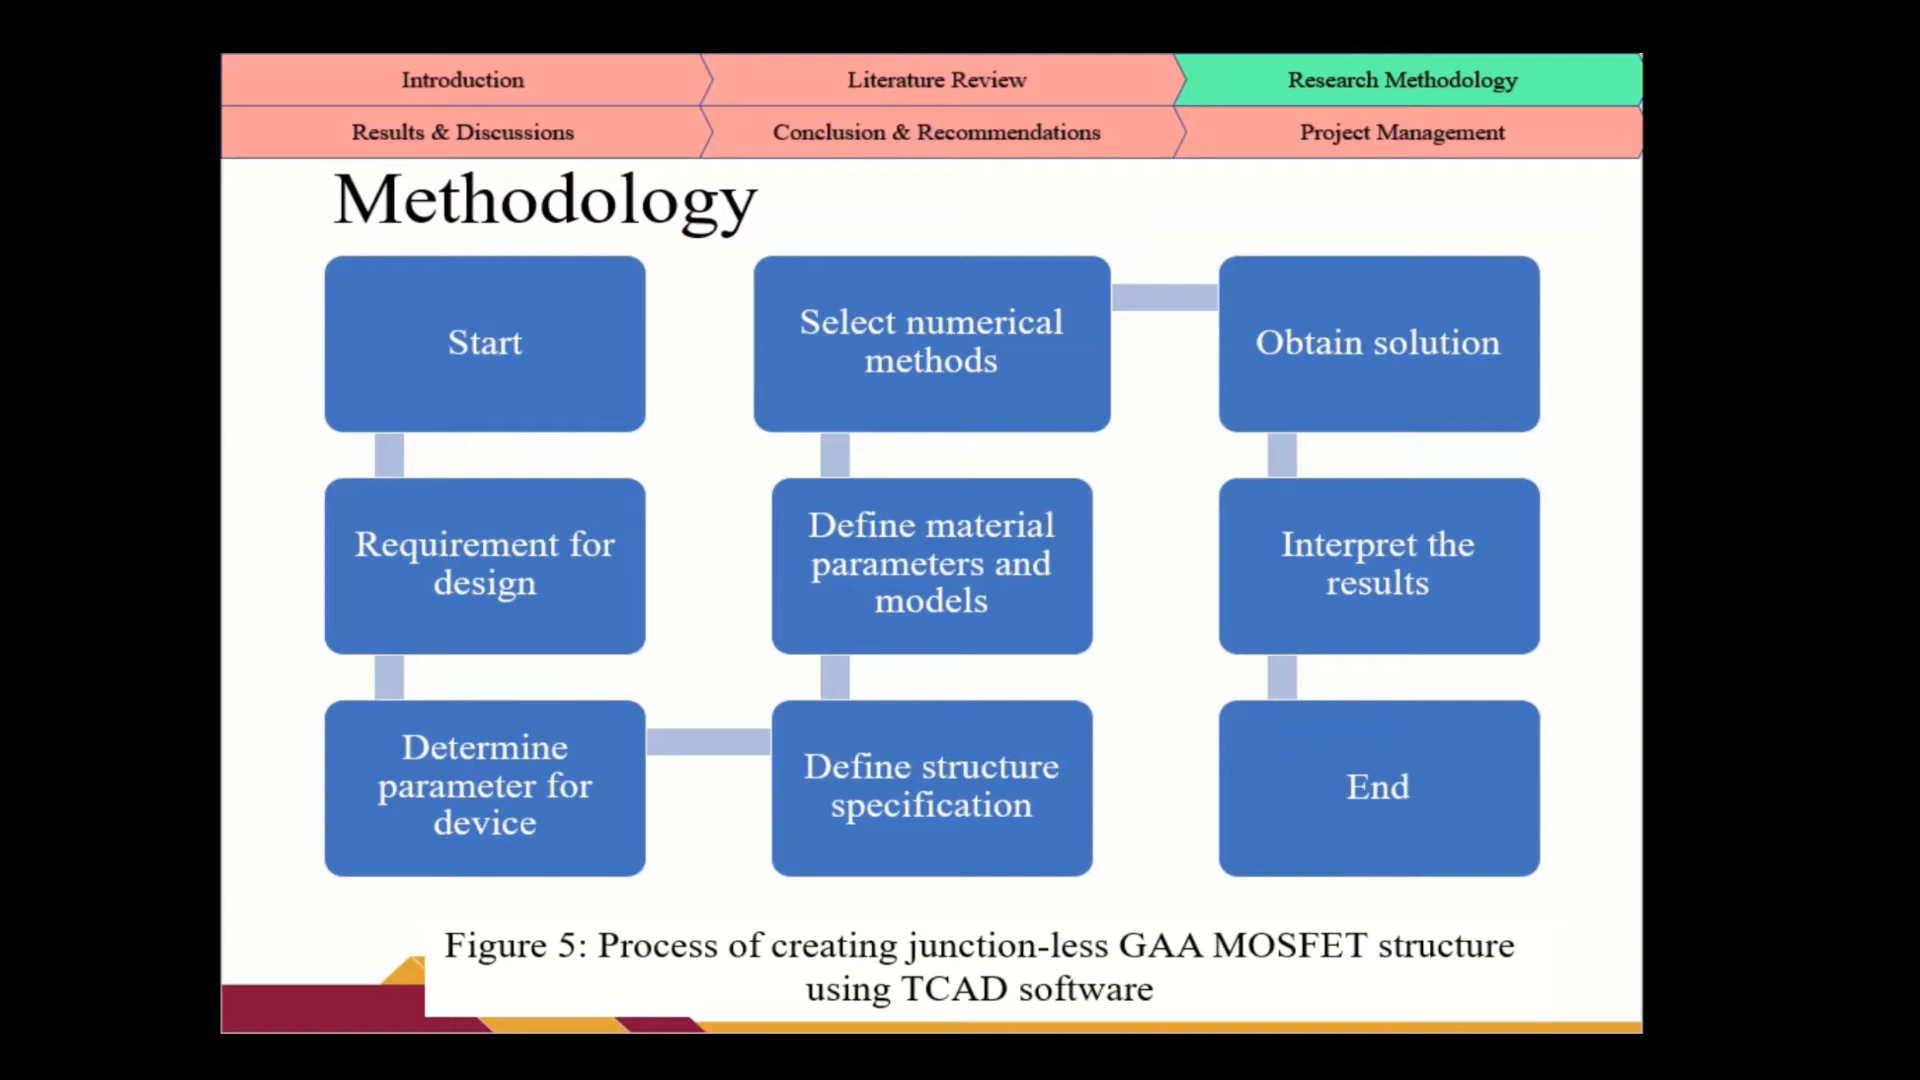 Introduction
Literature Review
Research Methodology
Results & Discussions
Conclusion & Recommendations
Project Management
Methodology
Start
Requirement for
design
Determine
parameter for
device
Define structure
specification
Define material
parameters and
models
Select numerical
methods
Obtain solution
Interpret the
results
End
Figure 5: Process of creating junction-less GAA MOSFET structure
using TCAD software